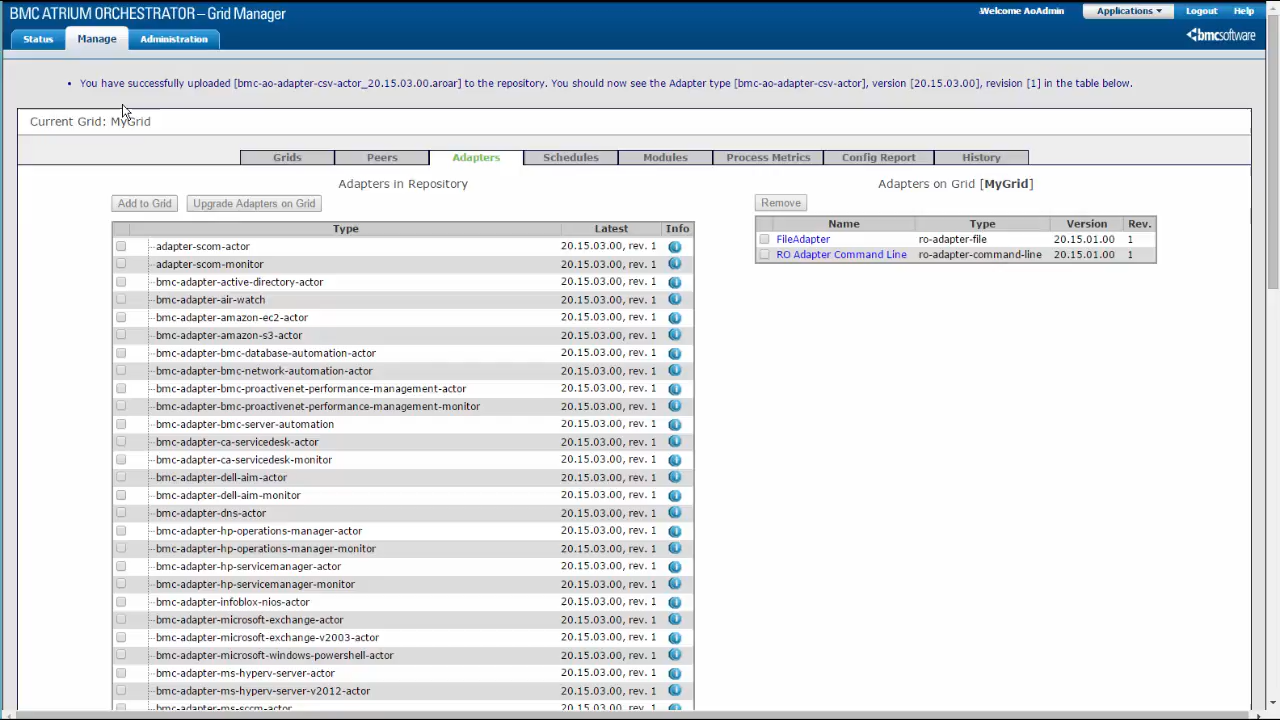 BMC ATRIUM ORCHESTRATOR – Grid Manager
Welcome AoAdmin
Applications
Logout
Help
Status
Manage
Administration
bmcsoftware
You have successfully uploaded [bmc-ao-adapter-csv-actor_20.15.03.00.aroar] to the repository. You should now see the Adapter type [bmc-ao-adapter-csv-actor], version [20.15.03.00], revision [1] in the table below.
Current Grid: MyGrid
Grids
Peers
Adapters
Schedules
Modules
Process Metrics
Config Report
History
Adapters in Repository
Add to Grid
Upgrade Adapters on Grid
Type Latest Info
adapter-scom-actor 20.15.03.00, rev. 1
adapter-scom-monitor 20.15.03.00, rev. 1
bmc-adapter-active-directory-actor 20.15.03.00, rev. 1
bmc-adapter-air-watch 20.15.03.00, rev. 1
bmc-adapter-amazon-ec2-actor 20.15.03.00, rev. 1
bmc-adapter-amazon-s3-actor 20.15.03.00, rev. 1
bmc-adapter-bmc-database-automation-actor 20.15.03.00, rev. 1
bmc-adapter-bmc-network-automation-actor 20.15.03.00, rev. 1
bmc-adapter-bmc-proactivenet-performance-management-actor 20.15.03.00, rev. 1
bmc-adapter-bmc-proactivenet-performance-management-monitor 20.15.03.00, rev. 1
bmc-adapter-bmc-server-automation 20.15.03.00, rev. 1
bmc-adapter-ca-servicedesk-actor 20.15.03.00, rev. 1
bmc-adapter-ca-servicedesk-monitor 20.15.03.00, rev. 1
bmc-adapter-dell-aim-actor 20.15.03.00, rev. 1
bmc-adapter-dell-aim-monitor 20.15.03.00, rev. 1
bmc-adapter-dns-actor 20.15.03.00, rev. 1
bmc-adapter-hp-operations-manager-actor 20.15.03.00, rev. 1
bmc-adapter-hp-operations-manager-monitor 20.15.03.00, rev. 1
bmc-adapter-hp-servicemanager-actor 20.15.03.00, rev. 1
bmc-adapter-hp-servicemanager-monitor 20.15.03.00, rev. 1
bmc-adapter-infoblox-nios-actor 20.15.03.00, rev. 1
bmc-adapter-microsoft-exchange-actor 20.15.03.00, rev. 1
bmc-adapter-microsoft-exchange-v2003-actor 20.15.03.00, rev. 1
bmc-adapter-microsoft-windows-powershell-actor 20.15.03.00, rev. 1
bmc-adapter-ms-hyperv-server-actor 20.15.03.00, rev. 1
bmc-adapter-ms-hyperv-server-v2012-actor 20.15.03.00, rev. 1
bmc-adapter-ms-sccm-actor 20.15.03.00, rev. 1
Adapters on Grid [MyGrid]
Remove
Name Type Version Rev.
FileAdapter ro-adapter-file 20.15.01.00 1
RO Adapter Command Line ro-adapter-command-line 20.15.01.00 1